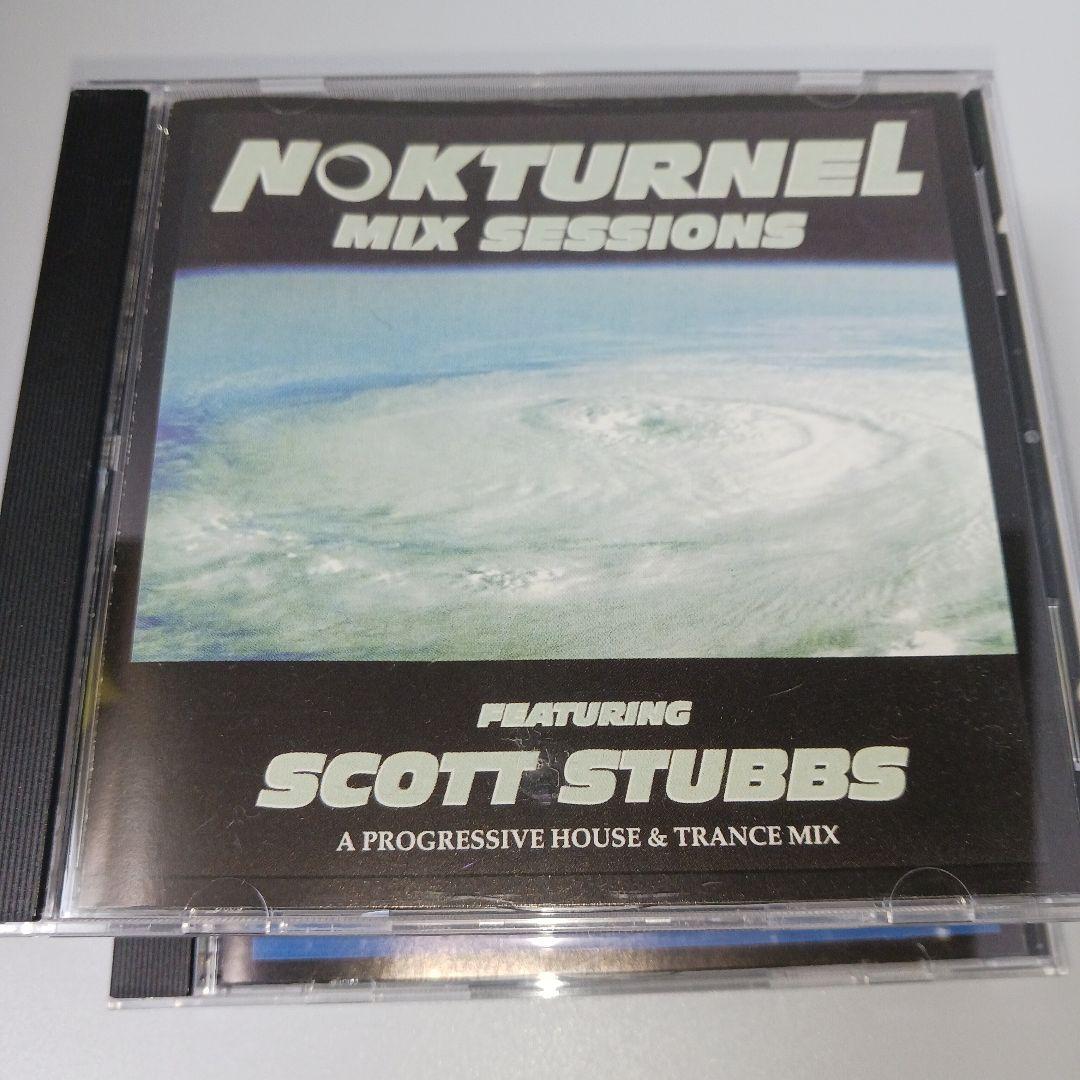 NOKTURNEL
MIX SESSIONS
FEATURING
SCOTT STUBBS
A PROGRESSIVE HOUSE & TRANCE MIX